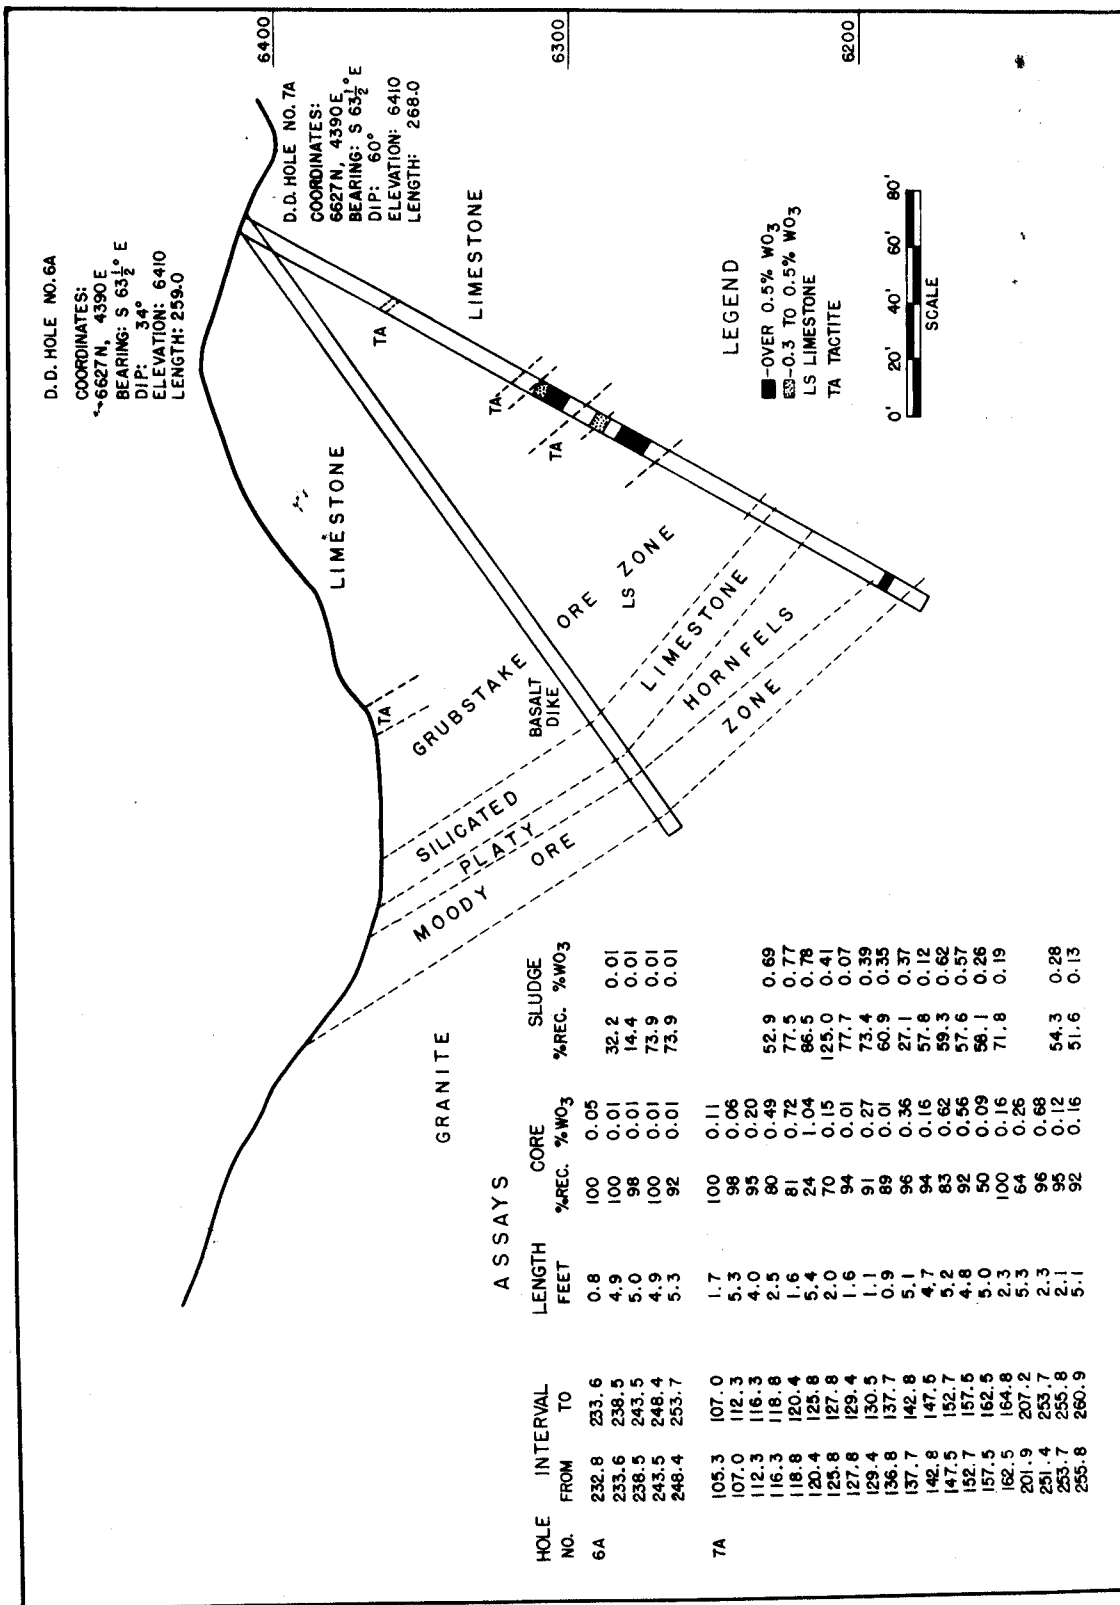 D.D. HOLE NO. 6A
COORDINATES:
6627N, 4390E
BEARING: S 63½° E
DIP: 34°
ELEVATION: 6410
LENGTH: 259.0
D.D. HOLE NO. 7A
COORDINATES:
6627N, 4390E
BEARING: S 63½° E
DIP: 60°
ELEVATION: 6410
LENGTH: 268.0
6400
6300
6200
LIMESTONE
LIMESTONE
TA
TA
TA
TA
GRUBSTAKE ORE ZONE
LS
BASALT
DIKE
SILICATED LIMESTONE
PLATY HORNFELS
MOODY ORE ZONE
GRANITE
LEGEND
-OVER 0.5% WO3
-0.3 TO 0.5% WO3
LS LIMESTONE
TA TACTITE
0' 20' 40' 60' 80'
SCALE
ASSAYS
HOLE INTERVAL LENGTH CORE SLUDGE
NO. FROM TO FEET %REC. %WO3 %REC. %WO3
6A 232.8 233.6 0.8 100 0.05
233.6 238.5 4.9 100 0.01 32.2 0.01
238.5 243.5 5.0 98 0.01 14.4 0.01
243.5 248.4 4.9 100 0.01 73.9 0.01
248.4 253.7 5.3 92 0.01 73.9 0.01
7A 105.3 107.0 1.7 100 0.11
107.0 112.3 5.3 98 0.06
112.3 116.3 4.0 95 0.20
116.3 118.8 2.5 80 0.49 52.9 0.69
118.8 120.4 1.6 81 0.72 77.5 0.77
120.4 125.8 5.4 24 1.04 86.5 0.78
125.8 127.8 2.0 70 0.15 125.0 0.41
127.8 129.4 1.6 94 0.01 77.7 0.07
129.4 130.5 1.1 91 0.27 73.4 0.39
136.8 137.7 0.9 89 0.01 60.9 0.35
137.7 142.8 5.1 96 0.36 27.1 0.37
142.8 147.5 4.7 94 0.16 57.8 0.12
147.5 152.7 5.2 83 0.62 59.3 0.62
152.7 157.5 4.8 92 0.56 57.6 0.57
157.5 162.5 5.0 50 0.09 58.1 0.26
162.5 164.8 2.3 100 0.16 71.8 0.19
201.9 207.2 5.3 64 0.26
251.4 253.7 2.3 96 0.68
253.7 255.8 2.1 95 0.12 54.3 0.28
255.8 260.9 5.1 92 0.16 51.6 0.13